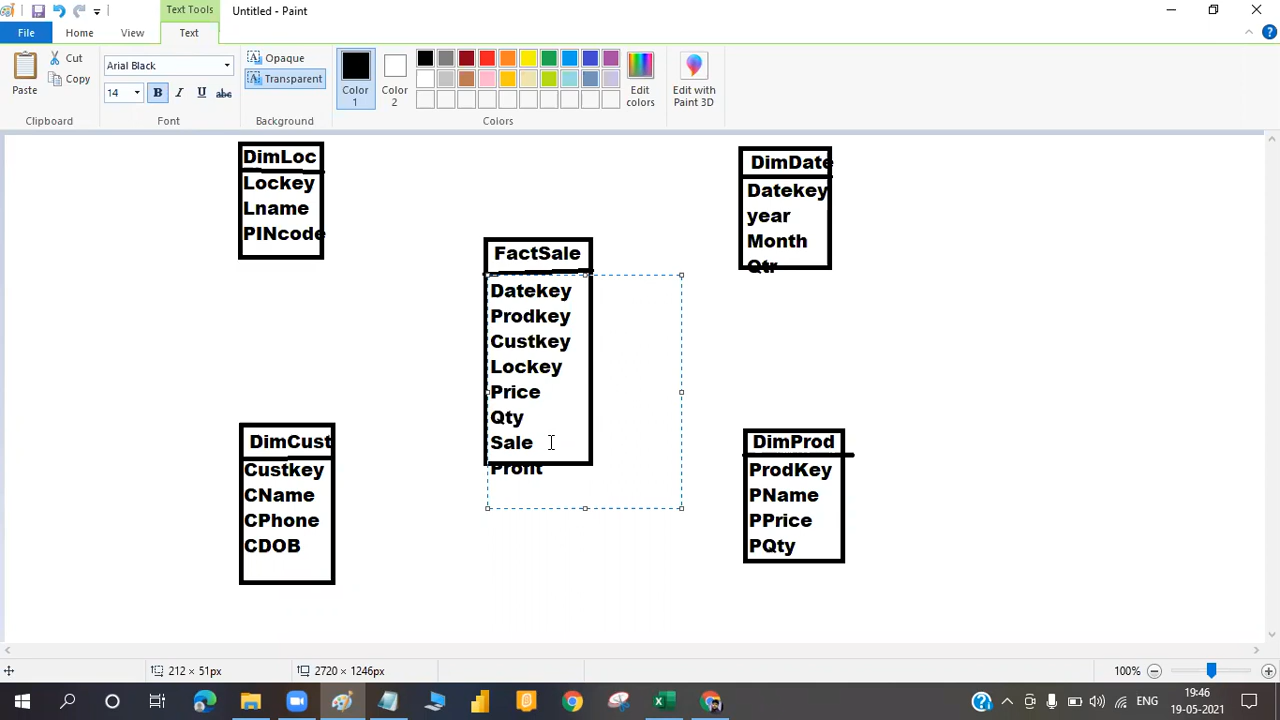 Text Tools
Untitled - Paint
File
Home
View
Text
Paste
Cut
Copy
Clipboard
Arial Black
14
B
I
U
abc
Font
Opaque
Transparent
Background
Color
1
Color
2
Edit
colors
Colors
Edit with
Paint 3D
DimLoc
Lockey
Lname
PINcode
DimDate
Datekey
year
Month
Qtr
FactSale
Datekey
Prodkey
Custkey
Lockey
Price
Qty
Sale
Profit
DimCust
Custkey
CName
CPhone
CDOB
DimProd
ProdKey
PName
PPrice
PQty
212 × 51px
2720 × 1246px
100%
ENG
19:46
19-05-2021